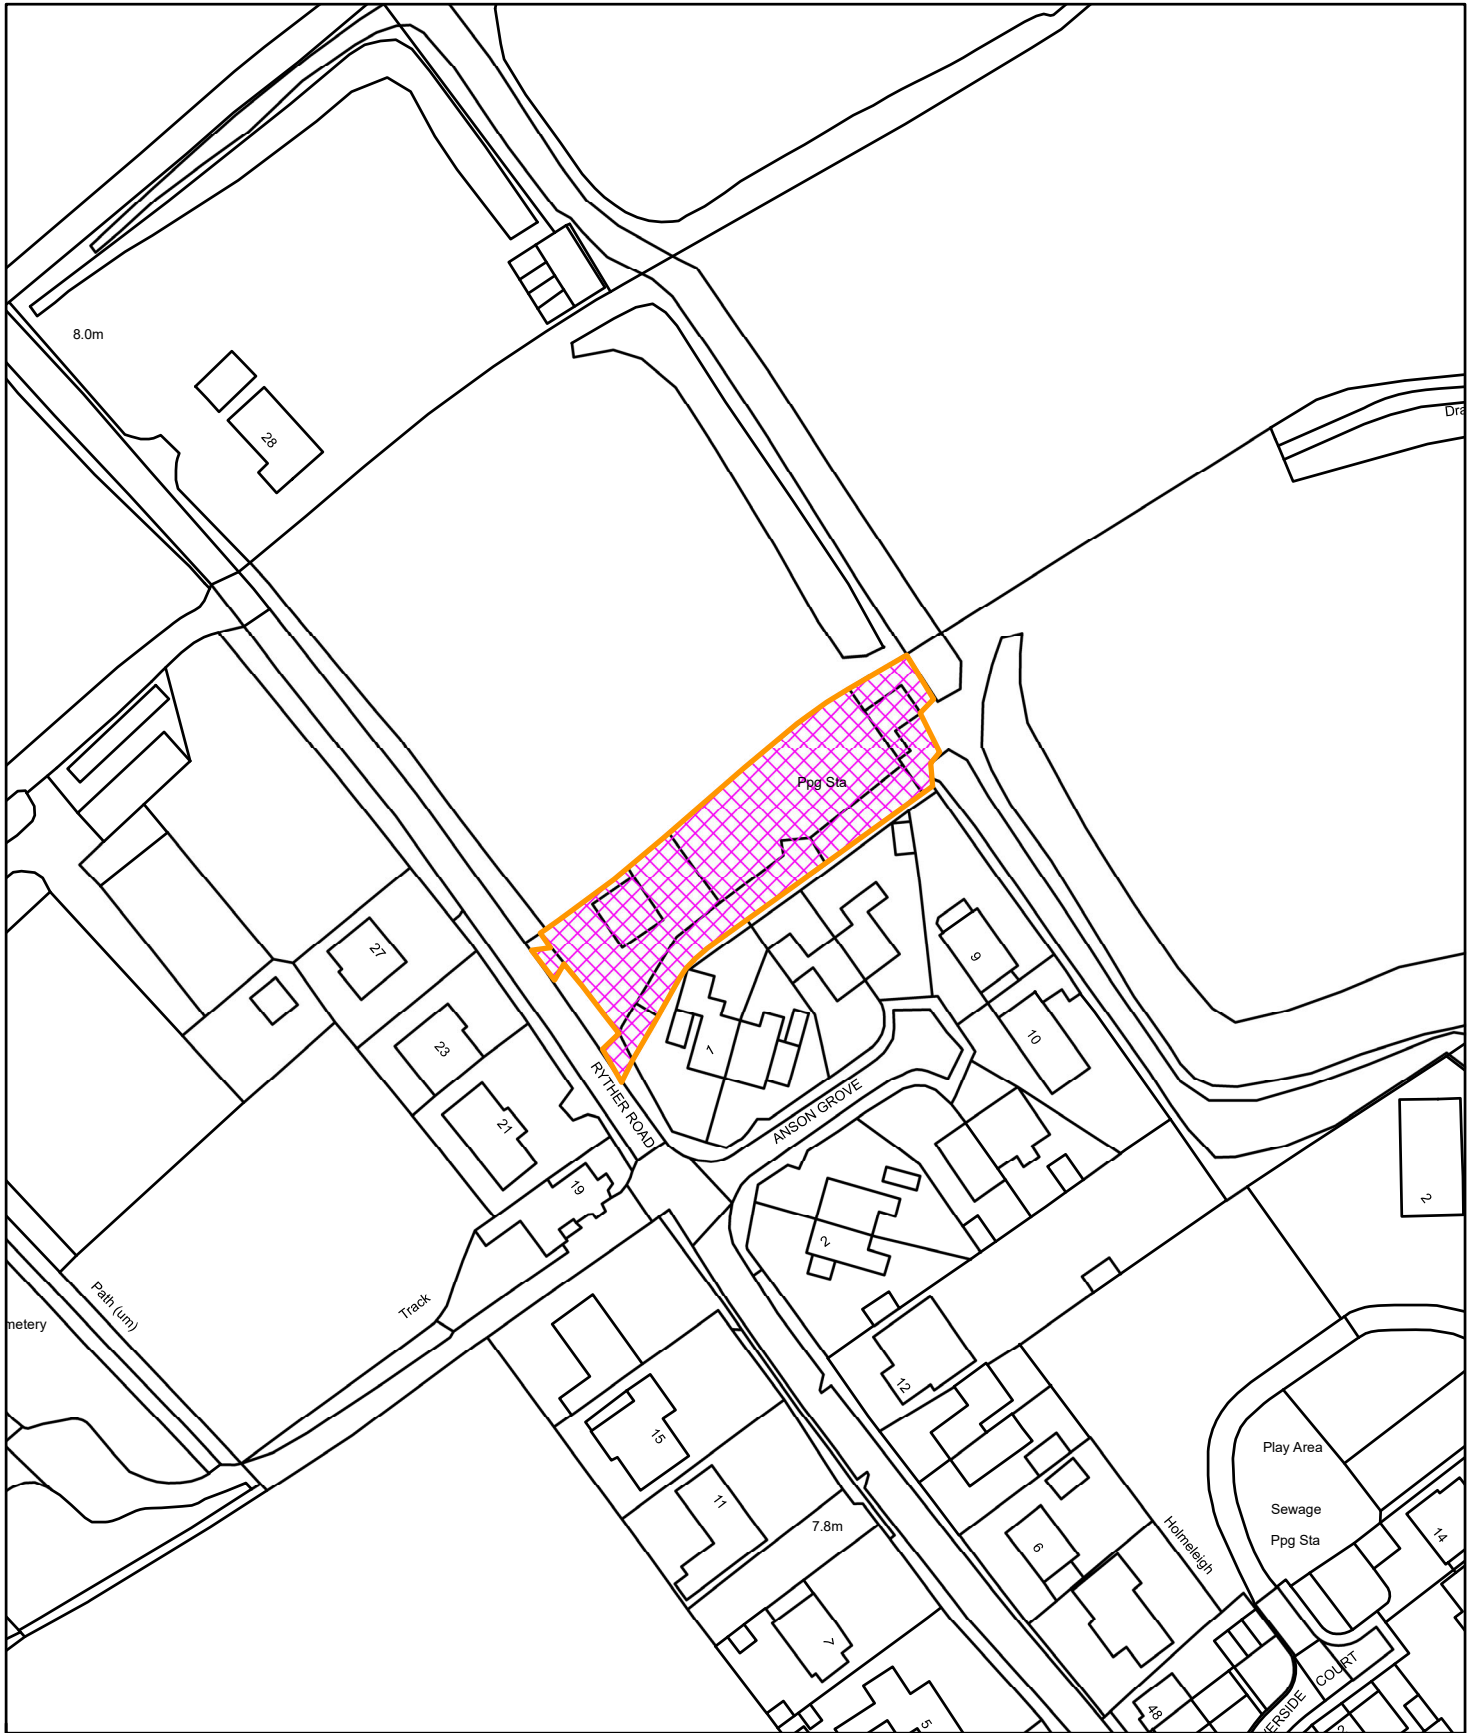 8.0m
28
Dra
Ppg Sta
27
9
23
10
1
RYTHER ROAD
ANSON GROVE
21
19
2
2
Path (um)
Track
metery
12
15
Play Area
11
Sewage
7.8m
Ppg Sta
14
6
Holmeleigh
7
COURT
48
ERSIDE
2
5